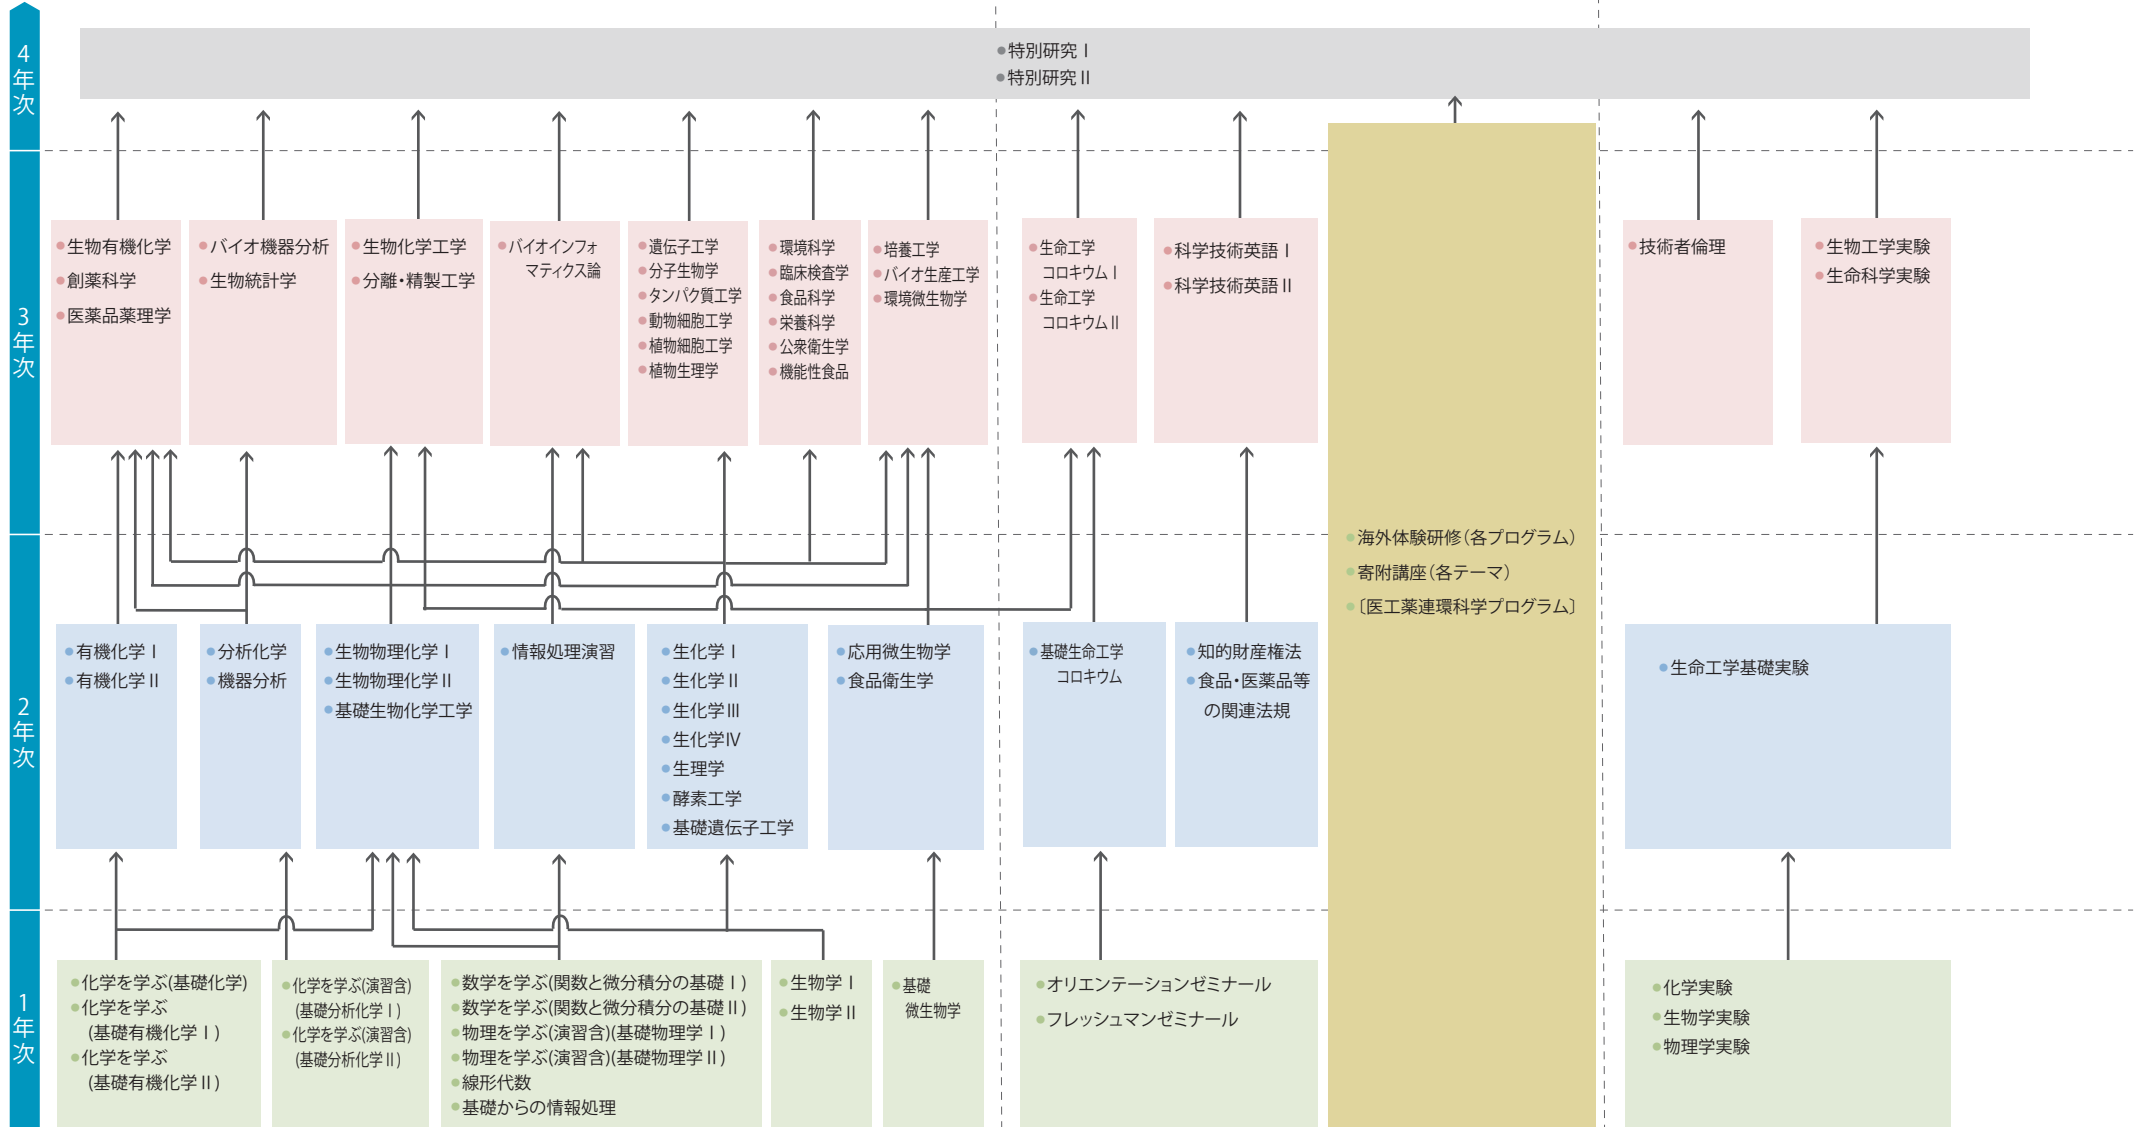 4年次
●特別研究Ⅰ
●特別研究Ⅱ
3年次
●生物有機化学
●創薬科学
●医薬品薬理学
●バイオ機器分析
●生物統計学
●生物化学工学
●分離・精製工学
●バイオインフォ
マティクス論
●遺伝子工学
●分子生物学
●タンパク質工学
●動物細胞工学
●植物細胞工学
●植物生理学
●環境科学
●臨床検査学
●食品科学
●栄養科学
●公衆衛生学
●機能性食品
●培養工学
●バイオ生産工学
●環境微生物学
●生命工学
コロキウムⅠ
●生命工学
コロキウムⅡ
●科学技術英語Ⅰ
●科学技術英語Ⅱ
●技術者倫理
●生物工学実験
●生命科学実験
●海外体験研修(各プログラム)
●寄附講座(各テーマ)
●〔医工薬連環科学プログラム〕
2年次
●有機化学Ⅰ
●有機化学Ⅱ
●分析化学
●機器分析
●生物物理化学Ⅰ
●生物物理化学Ⅱ
●基礎生物化学工学
●情報処理演習
●生化学Ⅰ
●生化学Ⅱ
●生化学Ⅲ
●生化学Ⅳ
●生理学
●酵素工学
●基礎遺伝子工学
●応用微生物学
●食品衛生学
●基礎生命工学
コロキウム
●知的財産権法
●食品・医薬品等
の関連法規
●生命工学基礎実験
1年次
●化学を学ぶ(基礎化学)
●化学を学ぶ
(基礎有機化学Ⅰ)
●化学を学ぶ
(基礎有機化学Ⅱ)
●化学を学ぶ(演習含)
(基礎分析化学Ⅰ)
●化学を学ぶ(演習含)
(基礎分析化学Ⅱ)
●数学を学ぶ(関数と微分積分の基礎Ⅰ)
●数学を学ぶ(関数と微分積分の基礎Ⅱ)
●物理を学ぶ(演習含)(基礎物理学Ⅰ)
●物理を学ぶ(演習含)(基礎物理学Ⅱ)
●線形代数
●基礎からの情報処理
●生物学Ⅰ
●生物学Ⅱ
●基礎
微生物学
●オリエンテーションゼミナール
●フレッシュマンゼミナール
●化学実験
●生物学実験
●物理学実験